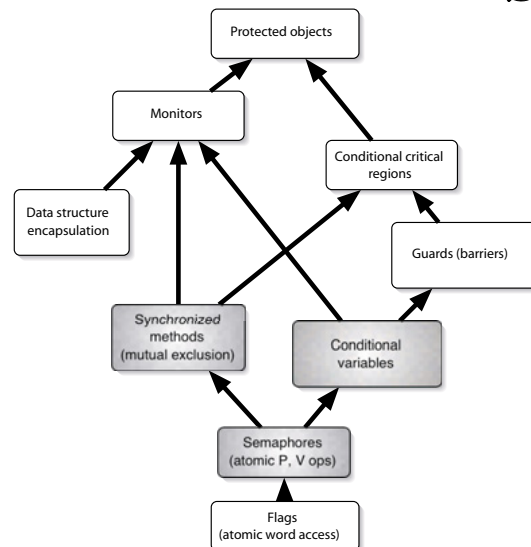 Protected objects
Monitors
Conditional critical
regions
Data structure
encapsulation
Guards (barriers)
Synchronized
methods
(mutual exclusion)
Conditional
variables
Semaphores
(atomic P, V ops)
Flags
(atomic word access)